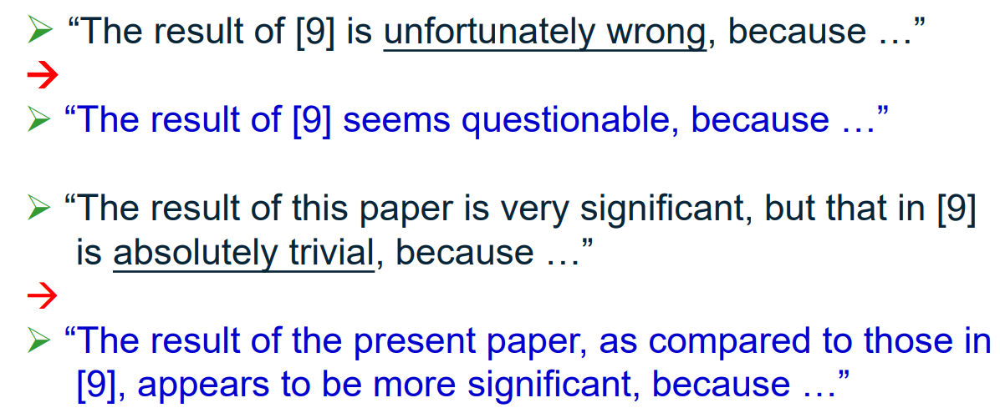 ➢ “The result of [9] is unfortunately wrong, because …”
→
➢ “The result of [9] seems questionable, because …”
➢ “The result of this paper is very significant, but that in [9]
is absolutely trivial, because …”
→
➢ “The result of the present paper, as compared to those in
[9], appears to be more significant, because …”